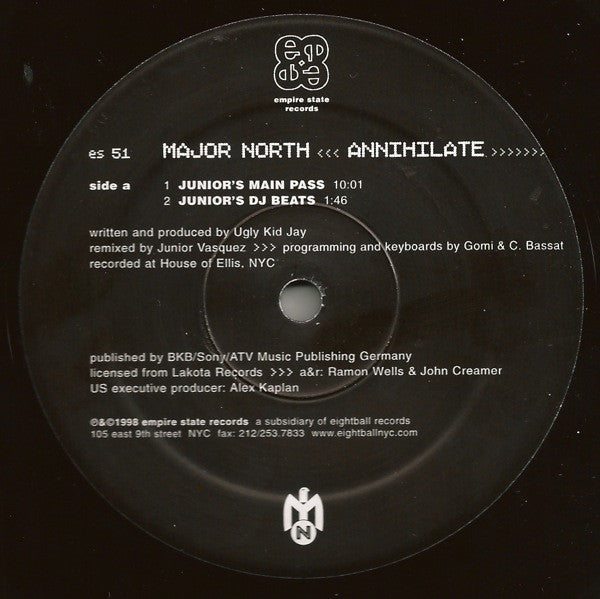 empire state
records
es 51 MAJOR NORTH <<< ANNIHILATE >>>>>>>
side a 1 JUNIOR'S MAIN PASS 10:01
2 JUNIOR'S DJ BEATS 1:46
written and produced by Ugly Kid Jay
remixed by Junior Vasquez >>> programming and keyboards by Gomi & C. Bassat
recorded at House of Ellis, NYC
published by BKB/Sony/ATV Music Publishing Germany
licensed from Lakota Records >>> a&r: Ramon Wells & John Creamer
US executive producer: Alex Kaplan
℗&©1998 empire state records a subsidiary of eightball records
105 east 9th street NYC fax: 212/253.7833 www.eightballnyc.com
M
N